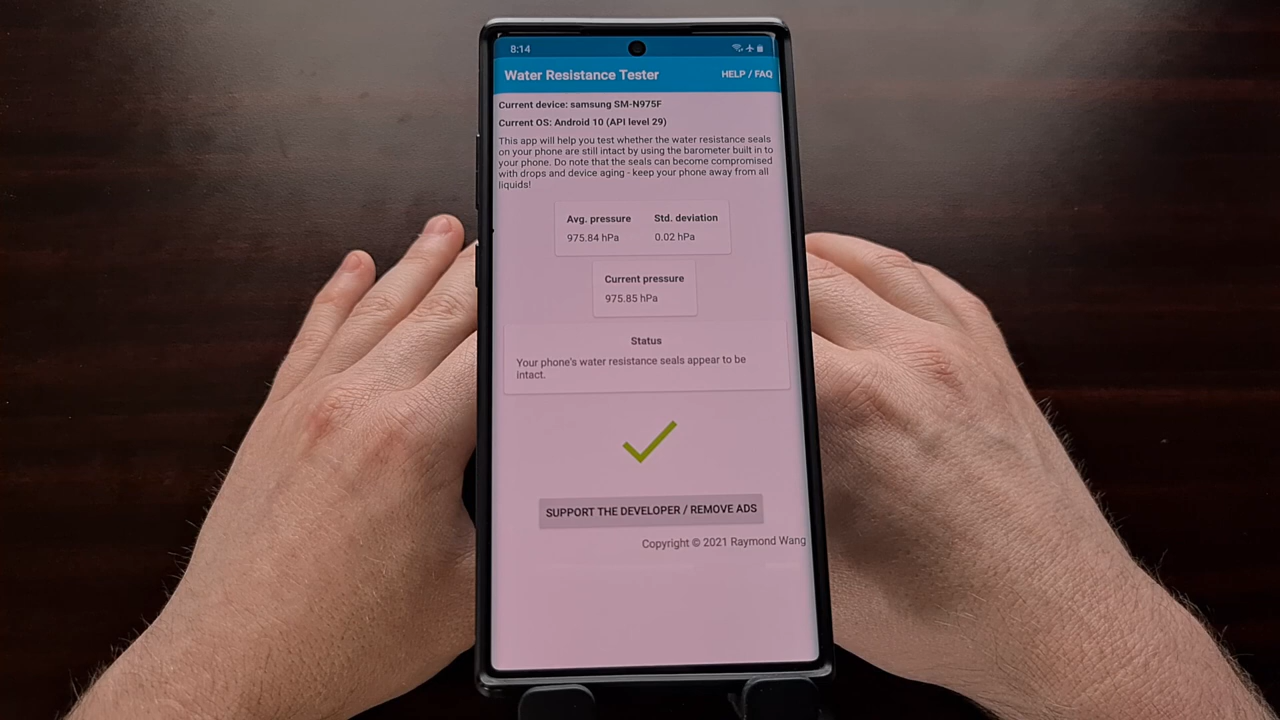 8:14
Water Resistance Tester HELP / FAQ
Current device: samsung SM-N975F
Current OS: Android 10 (API level 29)
This app will help you test whether the water resistance seals
on your phone are still intact by using the barometer built in to
your phone. Do note that the seals can become compromised
with drops and device aging - keep your phone away from all
liquids!
Avg. pressure Std. deviation
975.84 hPa 0.02 hPa
Current pressure
975.85 hPa
Status
Your phone's water resistance seals appear to be
intact.
SUPPORT THE DEVELOPER / REMOVE ADS
Copyright © 2021 Raymond Wang